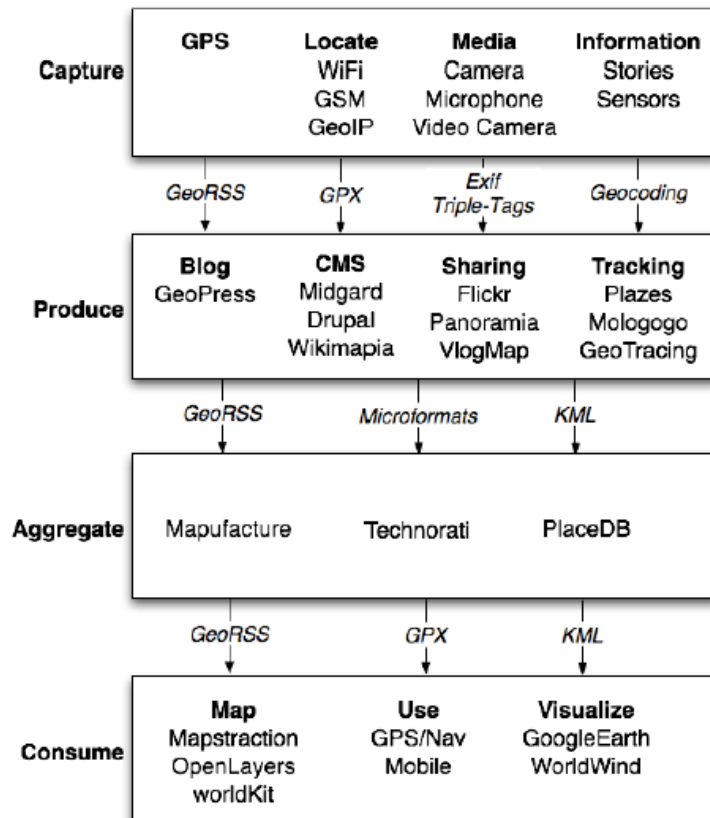 GPS Locate Media Information
Capture
WiFi Camera Stories
GSM Microphone Sensors
GeoIP Video Camera
GeoRSS GPX Exif Triple-Tags Geocoding
Blog CMS Sharing Tracking
GeoPress Midgard Flickr Plazes
Produce
Drupal Panoramia Mologogo
Wikimapia VlogMap GeoTracing
GeoRSS Microformats KML
Aggregate
Mapufacture Technorati PlaceDB
GeoRSS GPX KML
Map Use Visualize
Consume
Mapstraction GPS/Nav GoogleEarth
OpenLayers Mobile WorldWind
worldKit